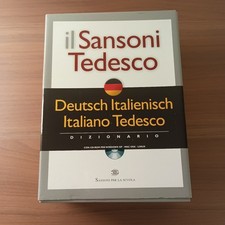 il Sansoni
Tedesco
Deutsch Italienisch
Italiano Tedesco
DIZIONARIO